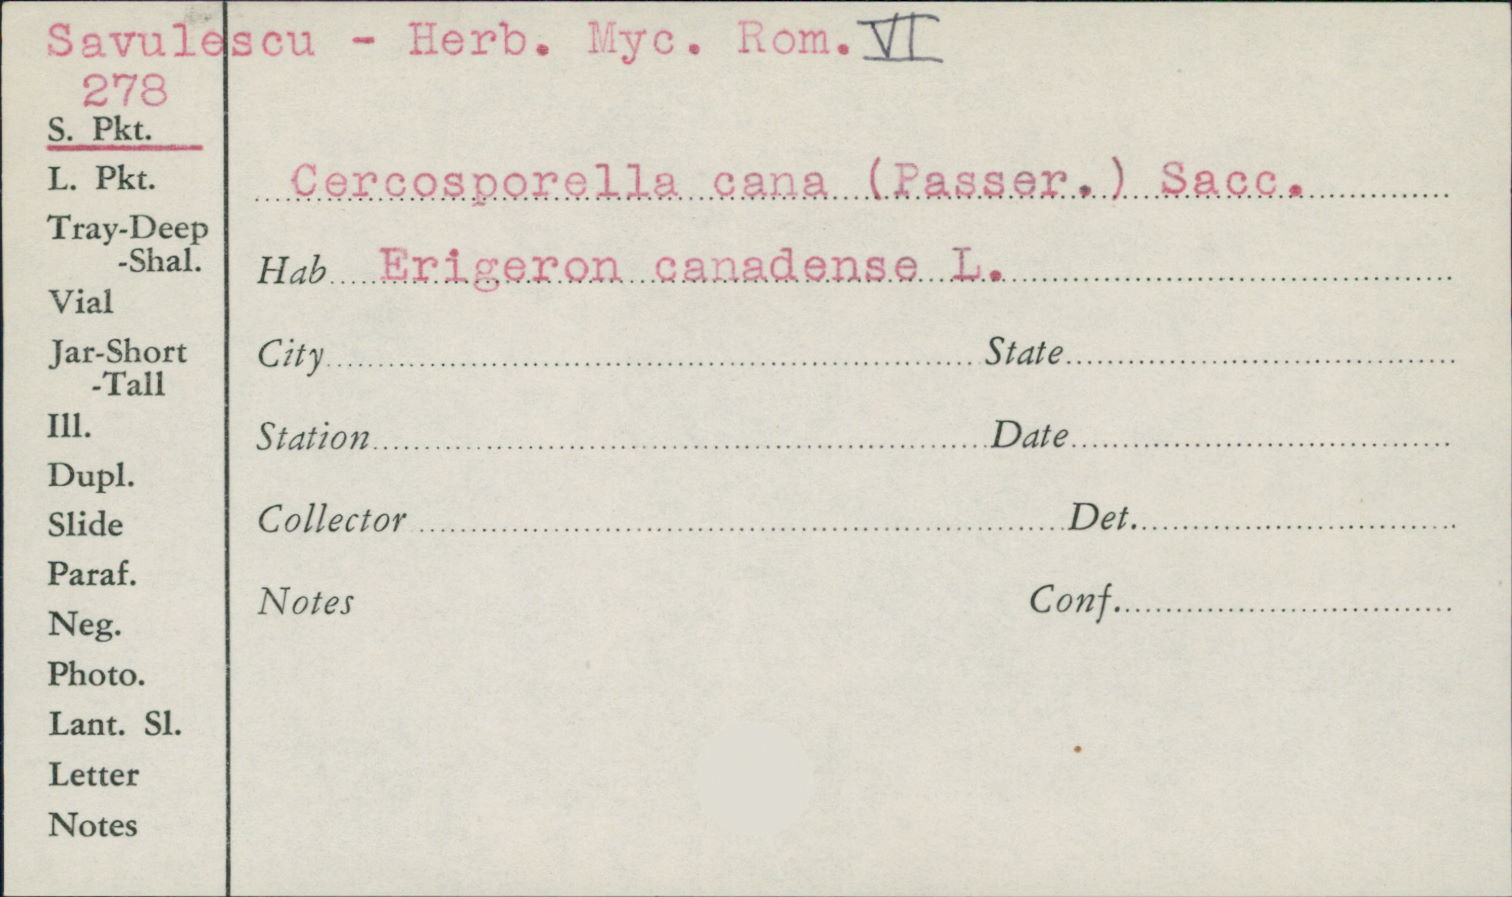 Savulescu - Herb. Myc. Rom. VI
278
S. Pkt.
L. Pkt.
Tray-Deep
-Shal.
Vial
Jar-Short
-Tall
Ill.
Dupl.
Slide
Paraf.
Neg.
Photo.
Lant. Sl.
Letter
Notes
Cercosporella cana (Passer.) Sacc.
Hab Erigeron canadense L.
City State
Station Date
Collector Det.
Notes Conf.